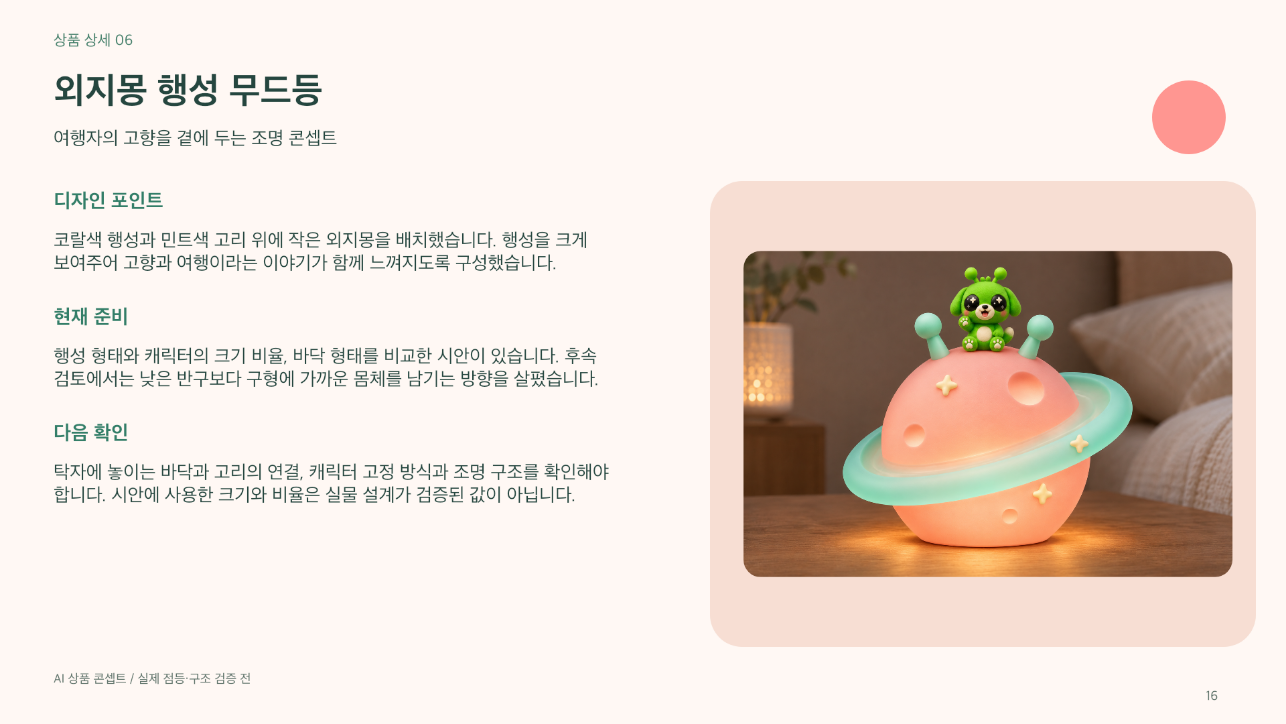 상품 상세 06
외지몽 행성 무드등
여행자의 고향을 곁에 두는 조명 콘셉트
디자인 포인트
코랄색 행성과 민트색 고리 위에 작은 외지몽을 배치했습니다. 행성을 크게
보여주어 고향과 여행이라는 이야기가 함께 느껴지도록 구성했습니다.
현재 준비
행성 형태와 캐릭터의 크기 비율, 바닥 형태를 비교한 시안이 있습니다. 후속
검토에서는 낮은 반구보다 구형에 가까운 몸체를 남기는 방향을 살폈습니다.
다음 확인
탁자에 놓이는 바닥과 고리의 연결, 캐릭터 고정 방식과 조명 구조를 확인해야
합니다. 시안에 사용한 크기와 비율은 실물 설계가 검증된 값이 아닙니다.
AI 상품 콘셉트 / 실제 점등·구조 검증 전
16